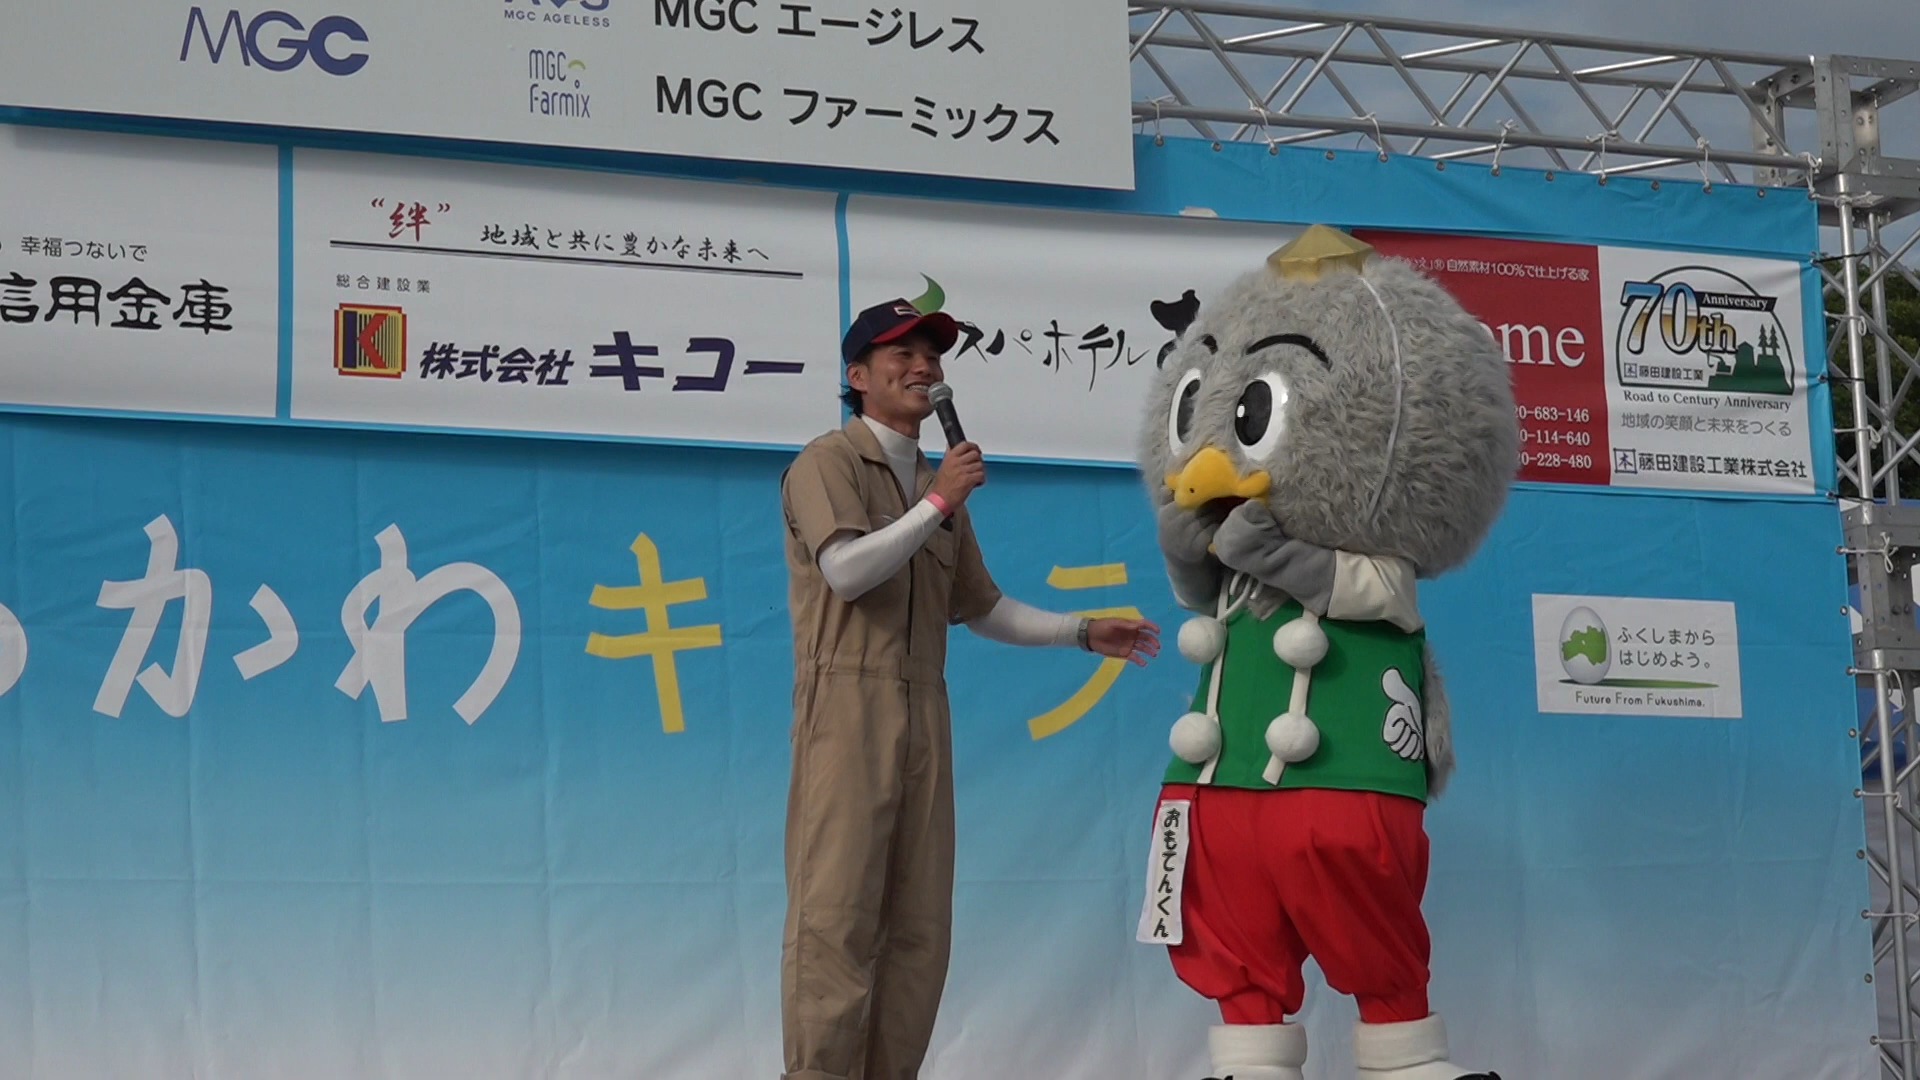 MGC
MGC AGELESS
MGC エージレス
MGC Farmix
MGC ファーミックス
幸福つないで
信用金庫
“絆” 地域と共に豊かな未来へ
総合建設業
K
株式会社 キコー
スパホテル
自然素材100%で仕上げる家
me
20-683-146
0-114-640
20-228-480
70th Anniversary
藤田建設工業
Road to Century Anniversary
地域の笑顔と未来をつくる
藤田建設工業株式会社
かわキ
ラ
ふくしまから
はじめよう。
Future From Fukushima.
おもてんくん